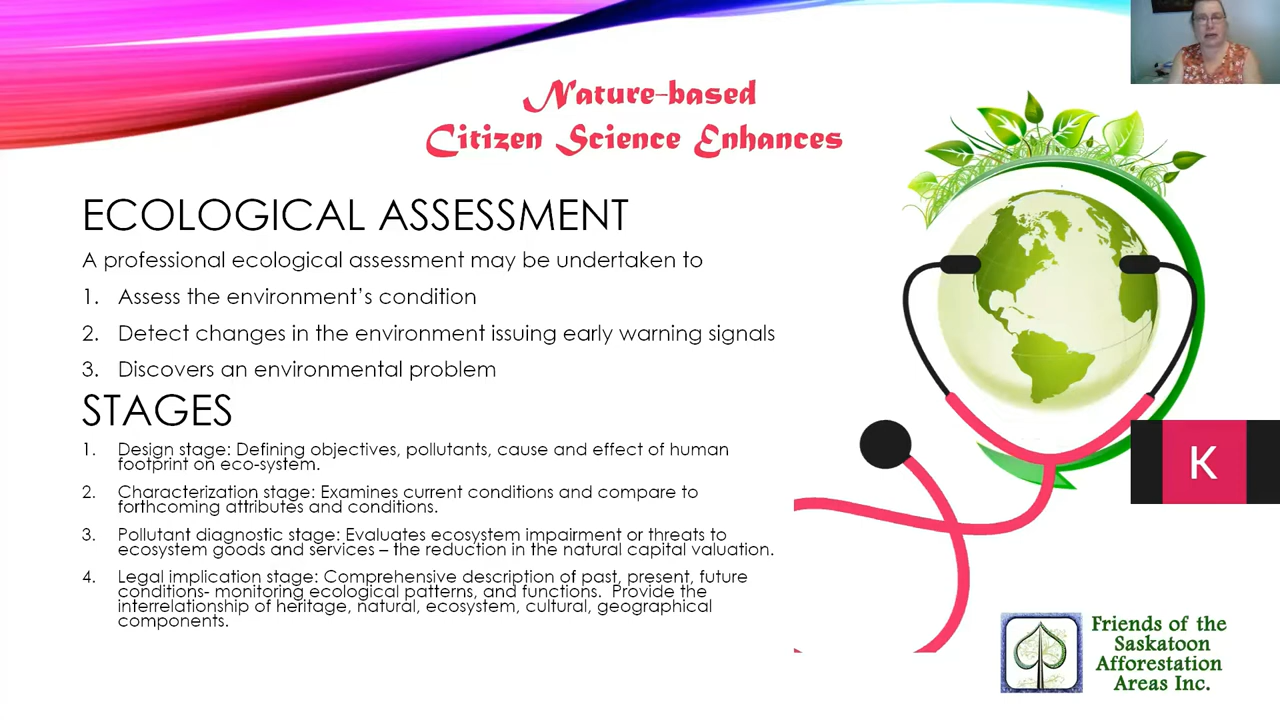 Nature-based
Citizen Science Enhances
ECOLOGICAL ASSESSMENT
A professional ecological assessment may be undertaken to
1. Assess the environment's condition
2. Detect changes in the environment issuing early warning signals
3. Discovers an environmental problem
STAGES
1. Design stage: Defining objectives, pollutants, cause and effect of human
footprint on eco-system.
2. Characterization stage: Examines current conditions and compare to
forthcoming attributes and conditions.
3. Pollutant diagnostic stage: Evaluates ecosystem impairment or threats to
ecosystem goods and services – the reduction in the natural capital valuation.
4. Legal implication stage: Comprehensive description of past, present, future
conditions- monitoring ecological patterns, and functions. Provide the
interrelationship of heritage, natural, ecosystem, cultural, geographical
components.
K
Friends of the
Saskatoon
Afforestation
Areas Inc.